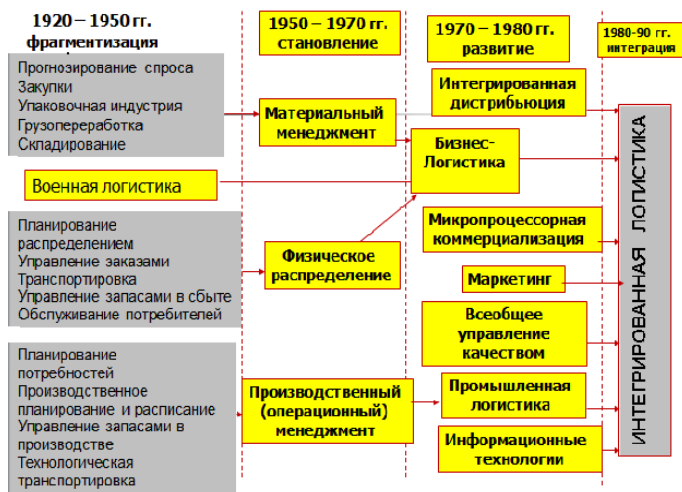 1920 – 1950 гг.
фрагментизация
Прогнозирование спроса
Закупки
Упаковочная индустрия
Грузопереработка
Складирование
Военная логистика
Планирование
распределением
Управление заказами
Транспортировка
Управление запасами в сбыте
Обслуживание потребителей
Планирование
потребностей
Производственное
планирование и расписание
Управление запасами в
производстве
Технологическая
транспортировка
1950 – 1970 гг.
становление
Материальный
менеджмент
Физическое
распределение
Производственный
(операционный)
менеджмент
1970 – 1980 гг.
развитие
Интегрированная
дистрибьюция
Бизнес-
Логистика
Микропроцессорная
коммерциализация
Маркетинг
Всеобщее
управление
качеством
Промышленная
логистика
Информационные
технологии
1980-90 гг.
интеграция
ИНТЕГРИРОВАННАЯ ЛОГИСТИКА